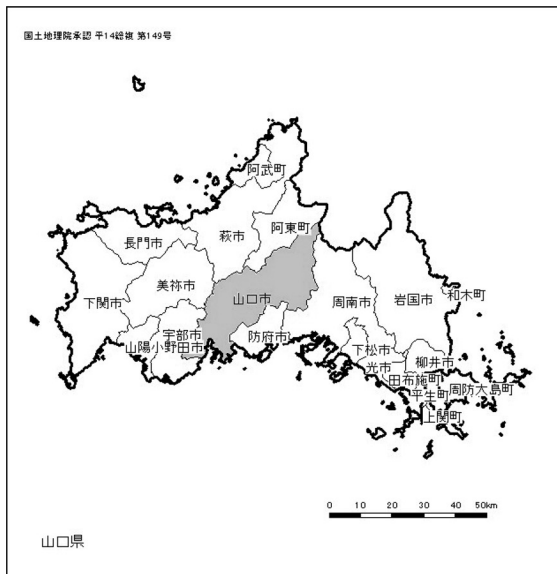 国土地理院承認 平14総複 第149号
阿武町
萩市
阿東町
長門市
美祢市
下関市
山口市
周南市
岩国市
和木町
宇部市
山陽小野田市
防府市
下松市
光市
柳井市
田布施町
平生町
周防大島町
上関町
0 10 20 30 40 50km
山口県